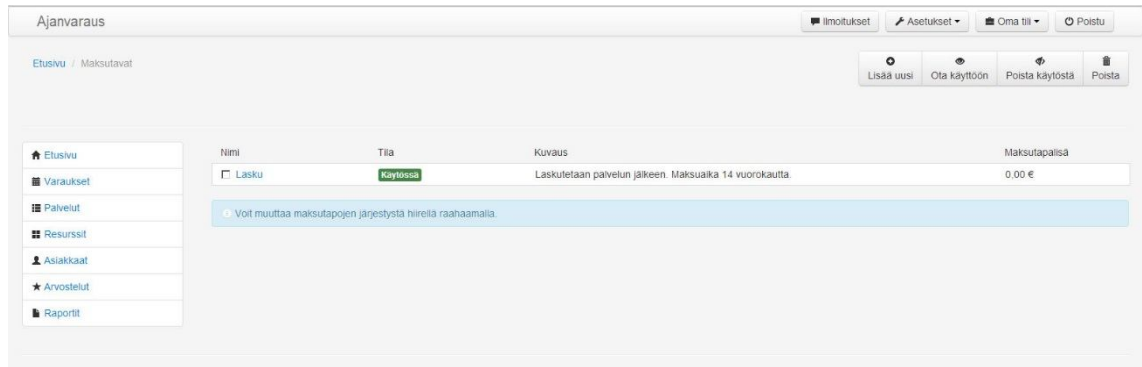 Ajanvaraus
Ilmoitukset Asetukset Oma tili Poistu
Etusivu / Maksutavat
Lisää uusi Ota käyttöön Poista käytöstä Poista
Etusivu
Varaukset
Palvelut
Resurssit
Asiakkaat
Arvostelut
Raportit
Nimi Tila Kuvaus Maksutapalisä
Lasku Käytössä Laskutetaan palvelun jälkeen. Maksuaika 14 vuorokautta. 0,00 €
Voit muuttaa maksutapojen järjestystä hiirellä raahaamalla.